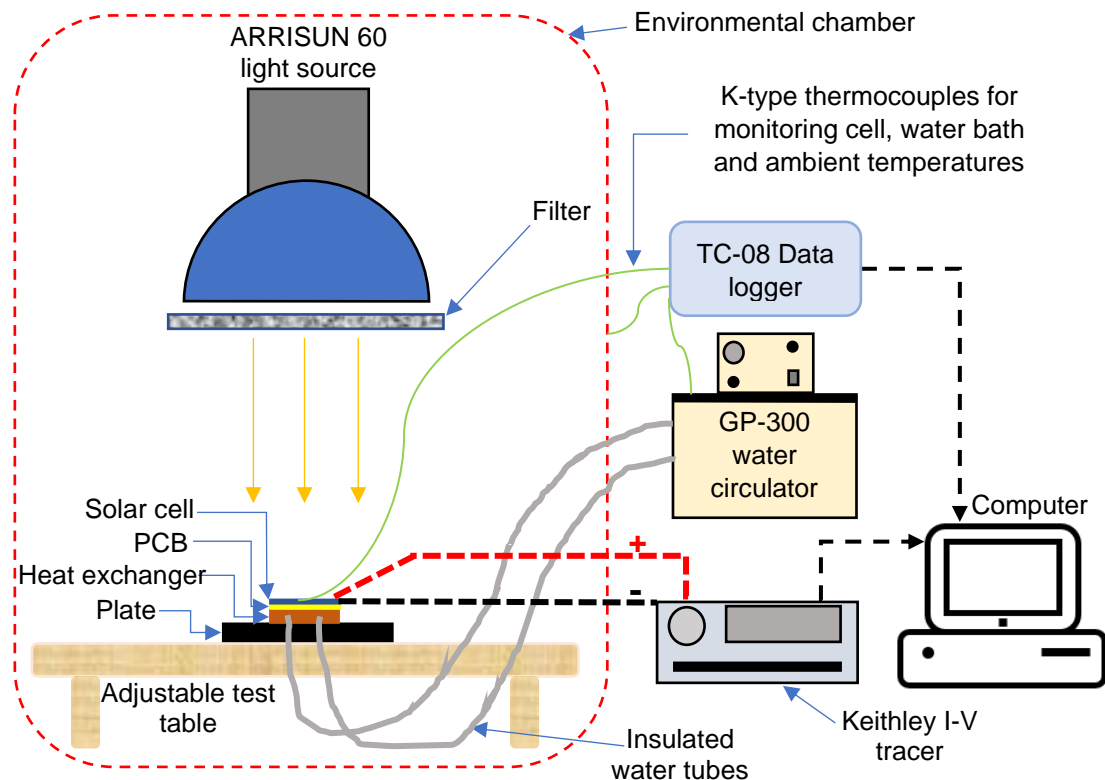 ARRISUN 60
light source
Environmental chamber
K-type thermocouples for
monitoring cell, water bath
and ambient temperatures
Filter
TC-08 Data
logger
GP-300
water
circulator
Computer
Solar cell
PCB
Heat exchanger
Plate
+
-
Adjustable test
table
Insulated
water tubes
Keithley I-V
tracer